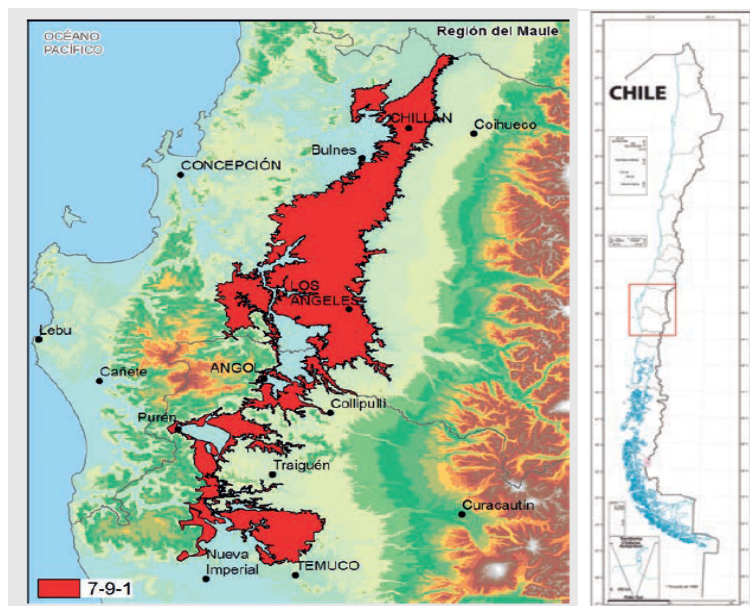 OCÉANO
PACÍFICO
Región del Maule
CHILLAN
Coihueco
Bulnes
CONCEPCIÓN
LOS
ANGELES
Lebu
ANGOL
Cañete
Collipulli
Purén
Traiguén
Curacautín
Nueva
Imperial
TEMUCO
7-9-1
CHILE